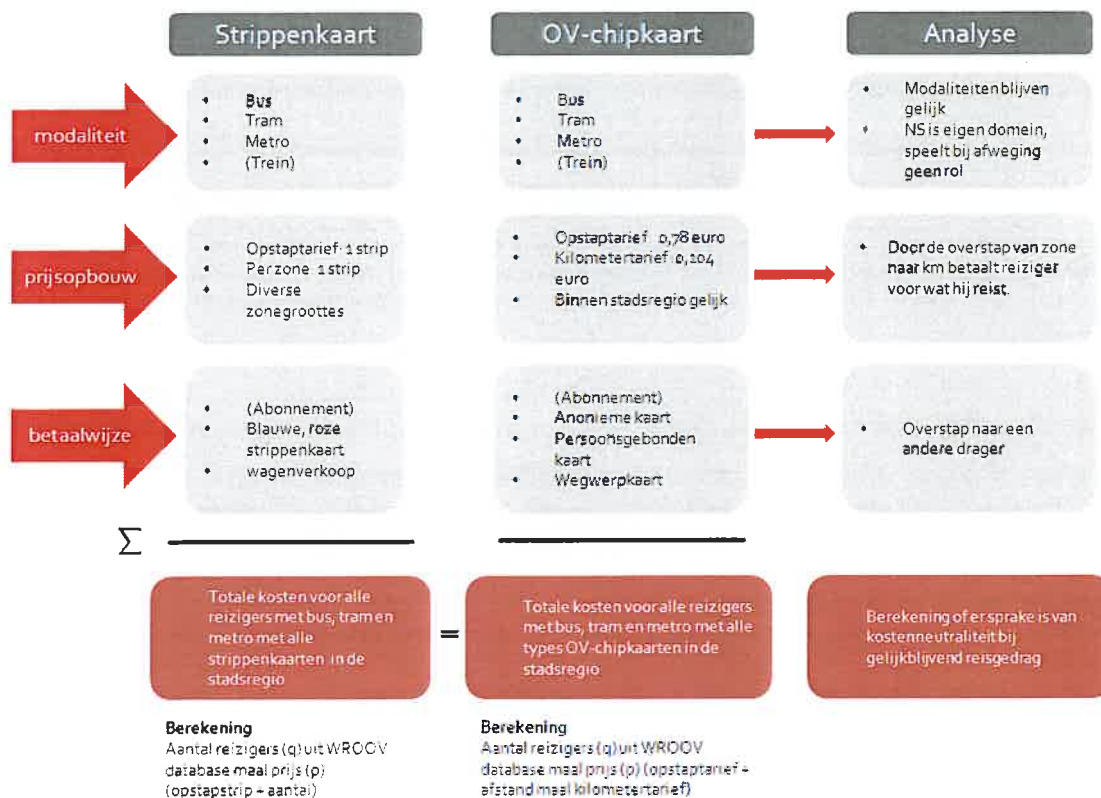 Strippenkaart
OV-chipkaart
Analyse
modaliteit
• Bus
• Tram
• Metro
• (Trein)
• Bus
• Tram
• Metro
• (Trein)
• Modaliteiten blijven
gelijk
• NS is eigen domein,
speelt bij afweging
geen rol
prijsopbouw
• Opstaptarief 1 strip
• Per zone 1 strip
• Diverse
zonegroottes
• Opstaptarief 0,78 euro
• Kilometertarief 0,104
euro
• Binnen stadsregio gelijk
• Door de overstap van zone
naar km betaalt reiziger
voor wat hij reist.
betaalwijze
• (Abonnement)
• Blauwe, roze
strippenkaart
• wagenverkoop
• (Abonnement)
• Anonieme kaart
• Persoonsgebonden
kaart
• Wegwerpkaart
• Overstap naar een
andere drager
Σ
Totale kosten voor alle
reizigers met bus, tram en
metro met alle
strippenkaarten in de
stadsregio
=
Totale kosten voor alle reizigers
met bus, tram en metro met alle
types OV-chipkaarten in de
stadsregio
Berekening of er sprake is van
kostenneutraliteit bij
gelijkblijvend reisgedrag
Berekening
Aantal reizigers (q) uit WROOV
database maal prijs (p)
(opstapstrip + aantal)
Berekening
Aantal reizigers (q) uit WROOV
database maal prijs (p) (opstaptarief +
afstand maal kilometertarief)